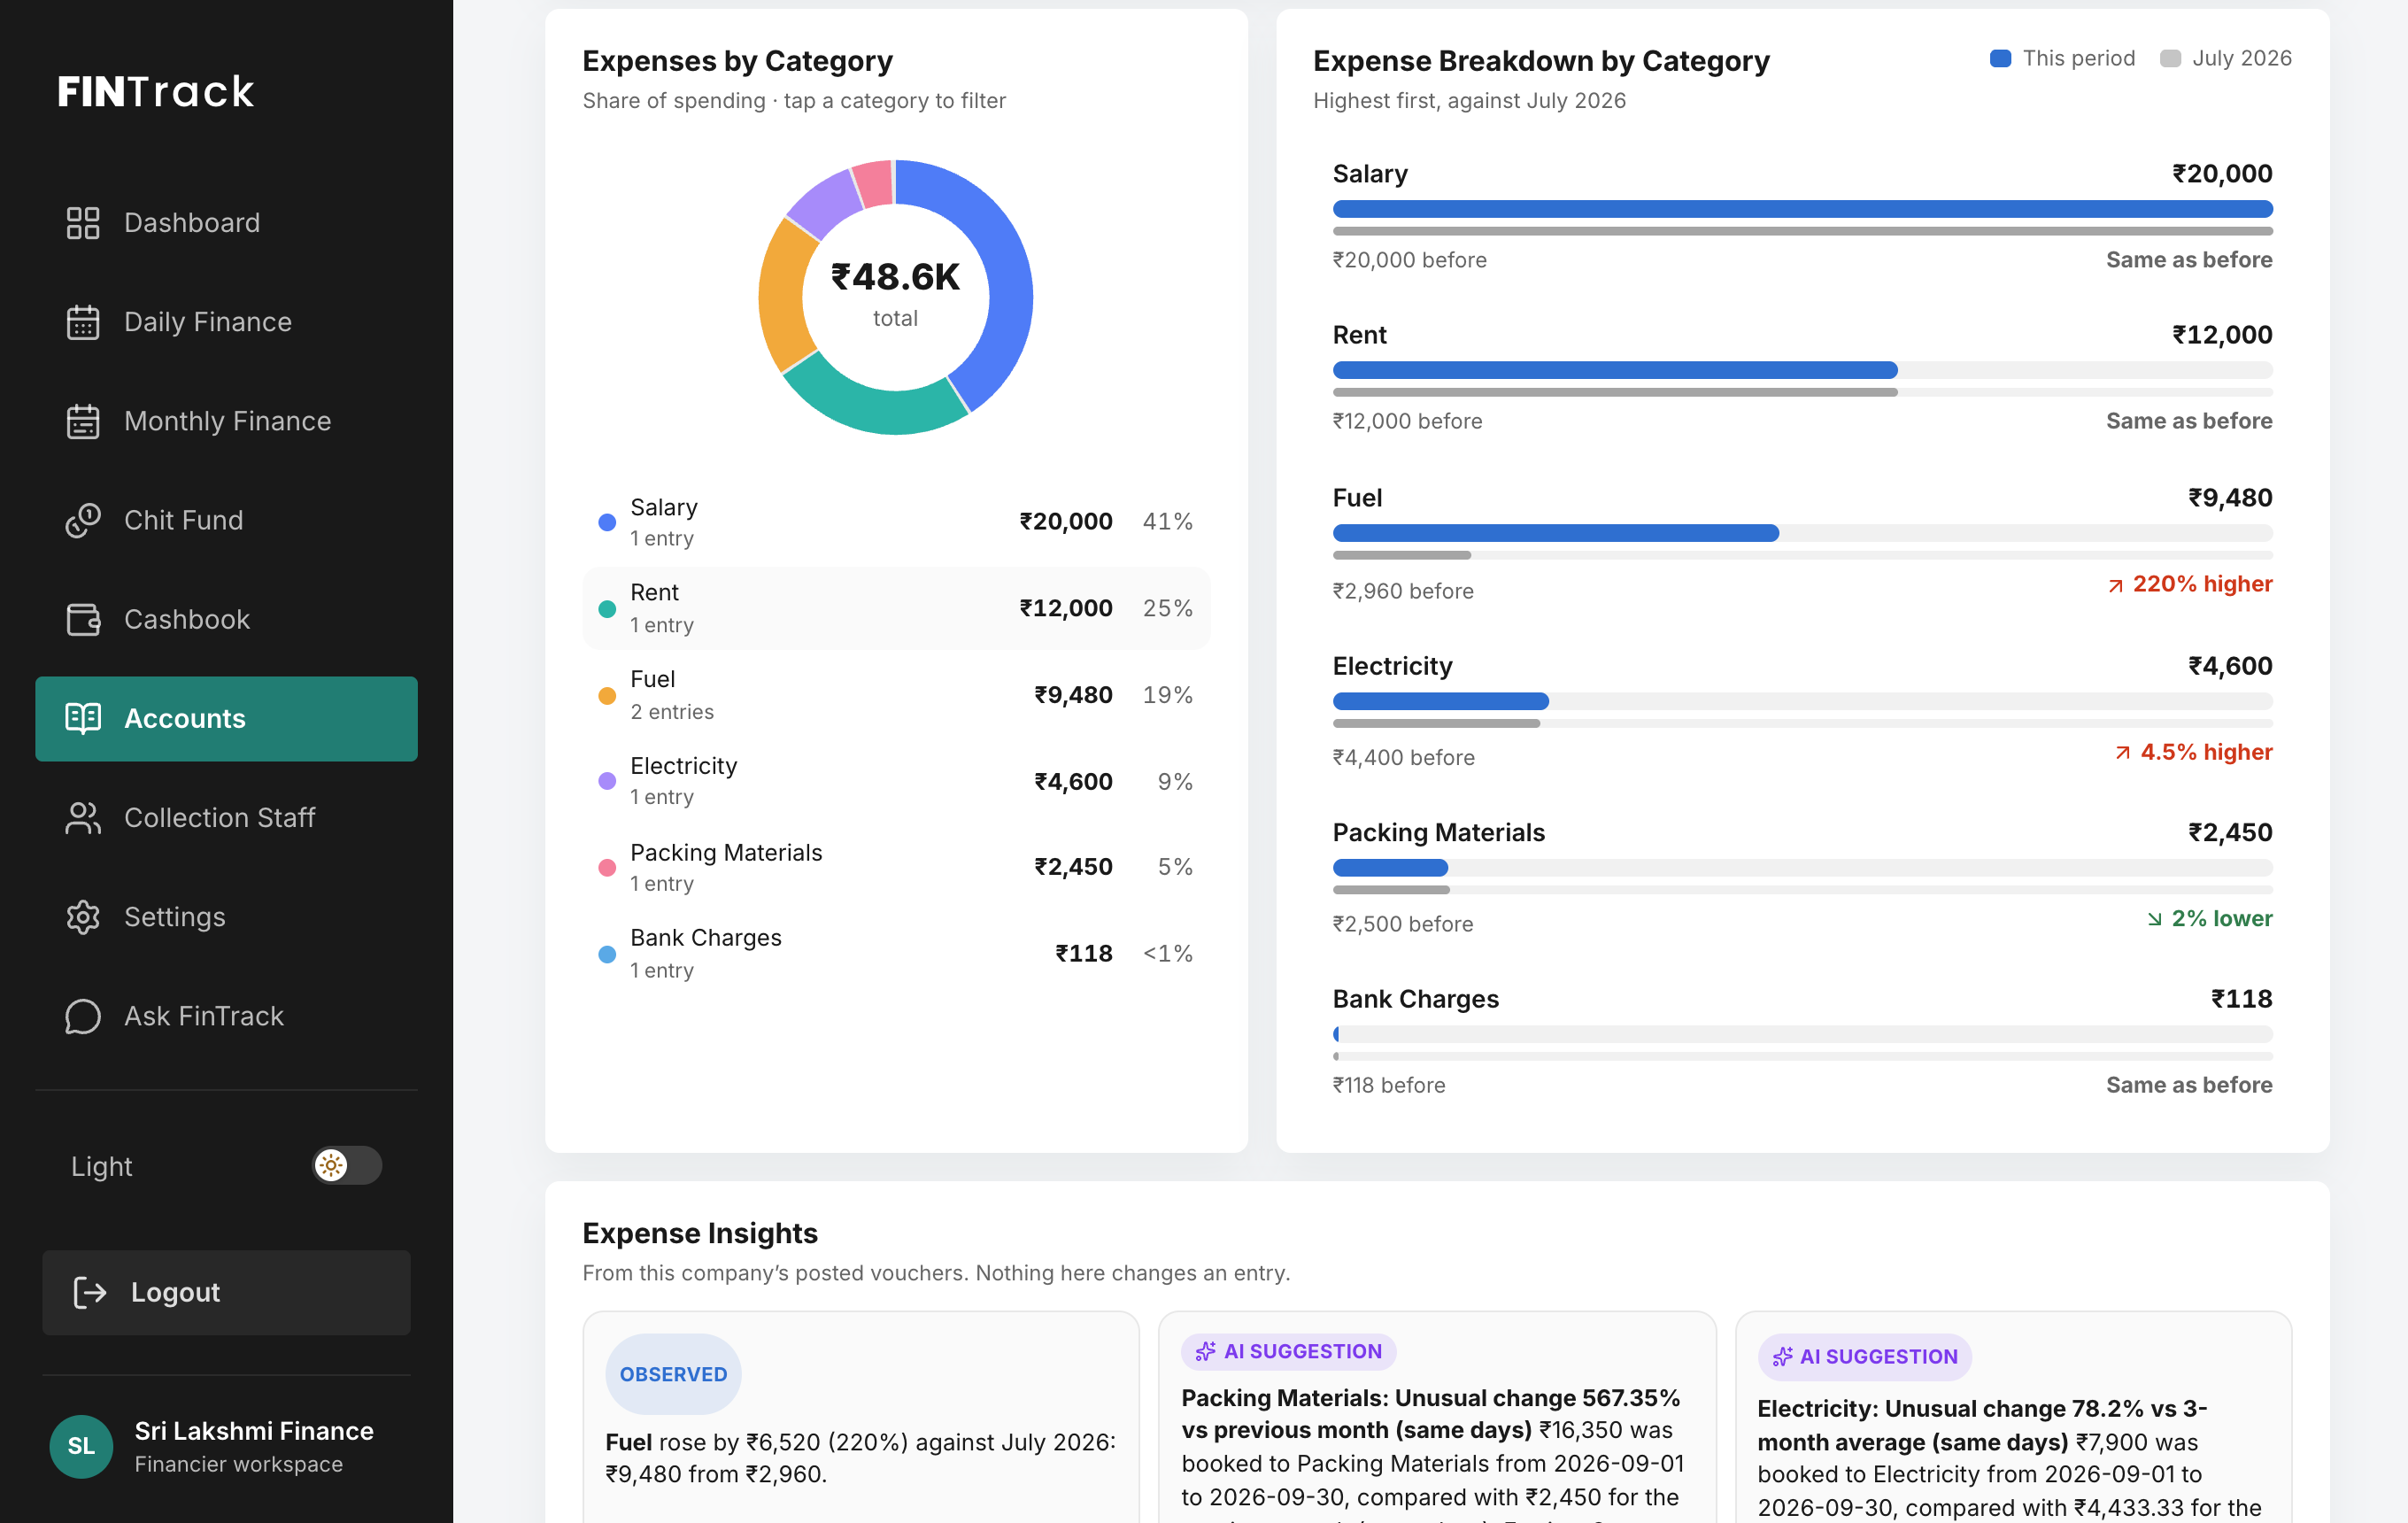 FINTrack
Dashboard
Daily Finance
Monthly Finance
Chit Fund
Cashbook
Accounts
Collection Staff
Settings
Ask FinTrack
Light
Logout
SL
Sri Lakshmi Finance
Financier workspace
Expenses by Category
Share of spending · tap a category to filter
₹48.6K
total
Salary
1 entry
₹20,000 41%
Rent
1 entry
₹12,000 25%
Fuel
2 entries
₹9,480 19%
Electricity
1 entry
₹4,600 9%
Packing Materials
1 entry
₹2,450 5%
Bank Charges
1 entry
₹118 <1%
Expense Breakdown by Category
This period July 2026
Highest first, against July 2026
Salary ₹20,000
₹20,000 before Same as before
Rent ₹12,000
₹12,000 before Same as before
Fuel ₹9,480
₹2,960 before 220% higher
Electricity ₹4,600
₹4,400 before 4.5% higher
Packing Materials ₹2,450
₹2,500 before 2% lower
Bank Charges ₹118
₹118 before Same as before
Expense Insights
From this company’s posted vouchers. Nothing here changes an entry.
OBSERVED
Fuel rose by ₹6,520 (220%) against July 2026:
₹9,480 from ₹2,960.
AI SUGGESTION
Packing Materials: Unusual change 567.35%
vs previous month (same days) ₹16,350 was
booked to Packing Materials from 2026-09-01
to 2026-09-30, compared with ₹2,450 for the
AI SUGGESTION
Electricity: Unusual change 78.2% vs 3-
month average (same days) ₹7,900 was
booked to Electricity from 2026-09-01 to
2026-09-30, compared with ₹4,433.33 for the